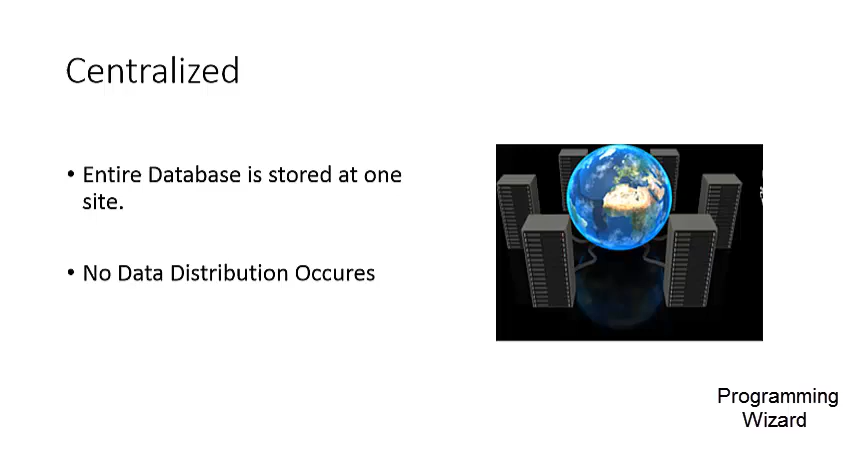 Centralized
• Entire Database is stored at one
site.
• No Data Distribution Occures
Programming
Wizard